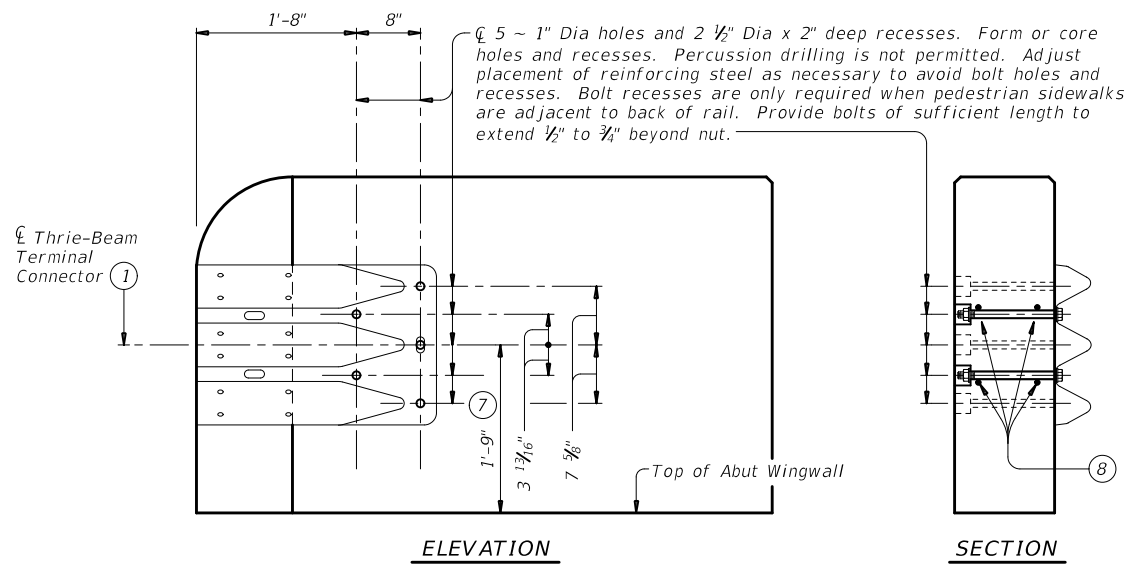 1'-8"
8"
℄ 5 ~ 1" Dia holes and 2 ½" Dia x 2" deep recesses. Form or core
holes and recesses. Percussion drilling is not permitted. Adjust
placement of reinforcing steel as necessary to avoid bolt holes and
recesses. Bolt recesses are only required when pedestrian sidewalks
are adjacent to back of rail. Provide bolts of sufficient length to
extend ½" to ¾" beyond nut.
℄ Thrie-Beam
Terminal
Connector 1
7
1'-9"
3 13/16"
7 5/8"
Top of Abut Wingwall
8
ELEVATION
SECTION